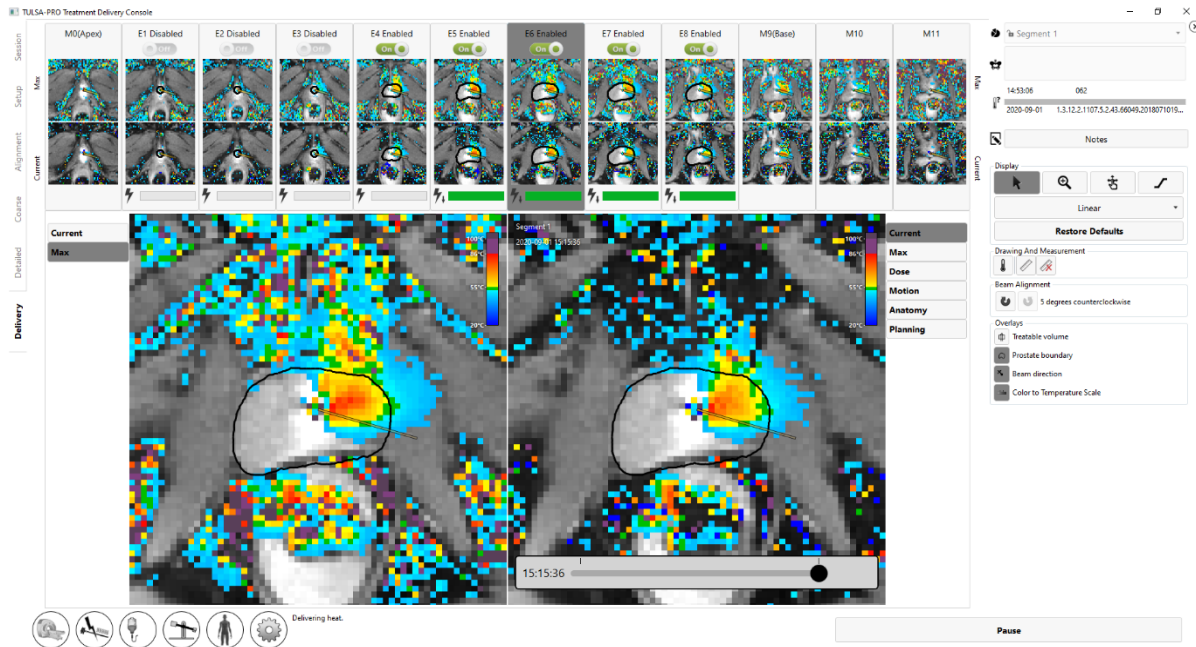 TULSA-PRO Treatment Delivery Console
Session
Setup
Alignment
Coarse
Detailed
Delivery
M0(Apex)
E1 Disabled
Off
E2 Disabled
Off
E3 Disabled
Off
E4 Enabled
On
E5 Enabled
On
E6 Enabled
On
E7 Enabled
On
E8 Enabled
On
M9(Base)
M10
M11
Max
Current
Max
Current
Current
Max
100°C
86°C
55°C
20°C
Segment 1
2020-09-01 15:15:36
100°C
86°C
55°C
20°C
15:15:36
Current
Max
Dose
Motion
Anatomy
Planning
Segment 1
14:53:06 062
2020-09-01 1.3.12.2.1107.5.2.43.66049.2018071019...
Notes
Display
Linear
Restore Defaults
Drawing And Measurement
Beam Alignment
5 degrees counterclockwise
Overlays
Treatable volume
Prostate boundary
Beam direction
Color to Temperature Scale
Delivering heat.
Pause